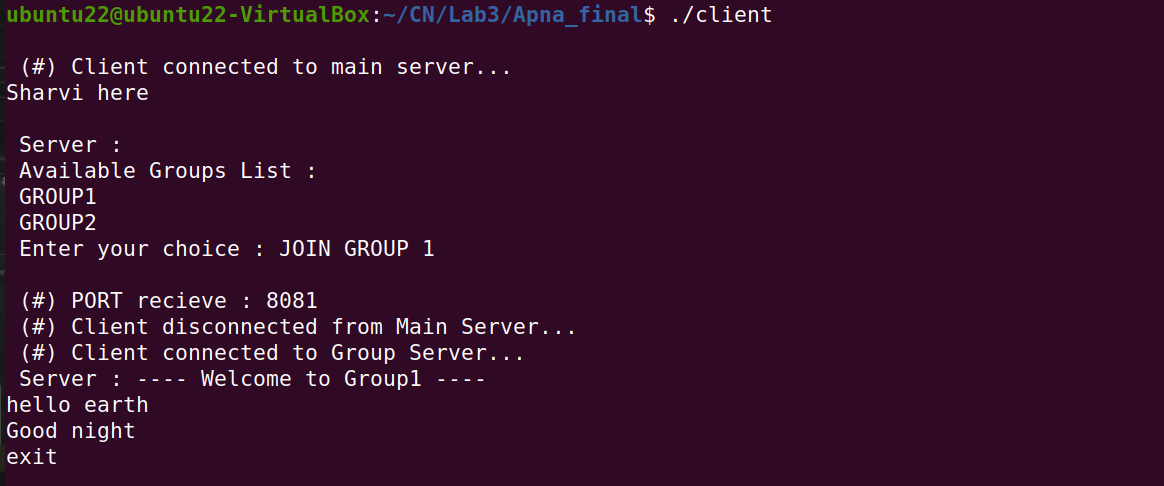 ubuntu22@ubuntu22-VirtualBox:~/CN/Lab3/Apna_final$ ./client
(#) Client connected to main server...
Sharvi here
Server :
Available Groups List :
GROUP1
GROUP2
Enter your choice : JOIN GROUP 1
(#) PORT recieve : 8081
(#) Client disconnected from Main Server...
(#) Client connected to Group Server...
Server : ---- Welcome to Group1 ----
hello earth
Good night
exit